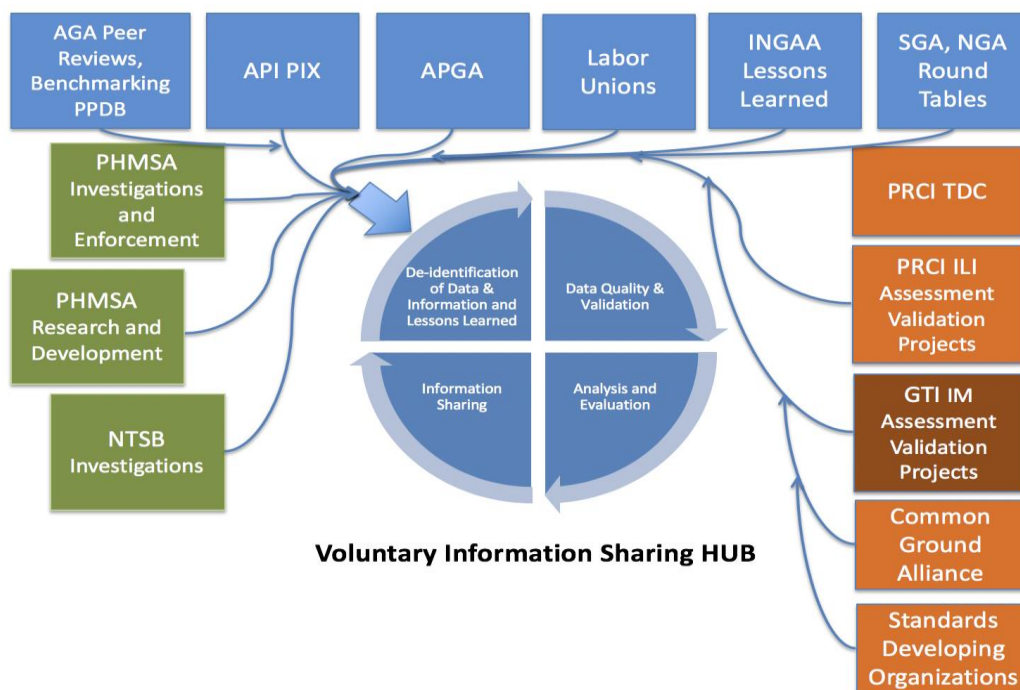 AGA Peer
Reviews,
Benchmarking
PPDB
API PIX
APGA
Labor
Unions
INGAA
Lessons
Learned
SGA, NGA
Round
Tables
PHMSA
Investigations
and
Enforcement
PHMSA
Research and
Development
NTSB
Investigations
De-identification
of Data &
Information and
Lessons Learned
Data Quality &
Validation
Information
Sharing
Analysis and
Evaluation
Voluntary Information Sharing HUB
PRCI TDC
PRCI ILI
Assessment
Validation
Projects
GTI IM
Assessment
Validation
Projects
Common
Ground
Alliance
Standards
Developing
Organizations